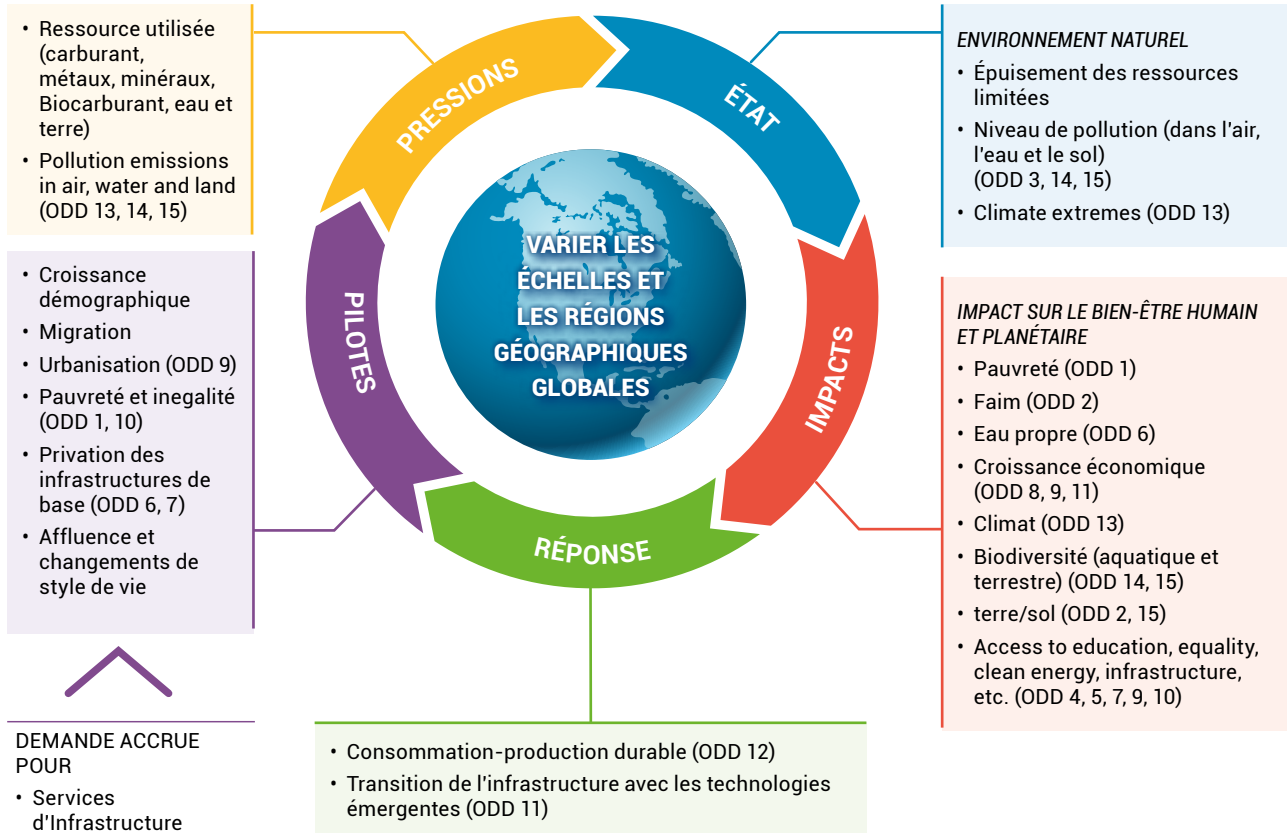 • Ressource utilisée
(carburant,
métaux, minéraux,
Biocarburant, eau et
terre)
• Pollution emissions
in air, water and land
(ODD 13, 14, 15)
• Croissance
démographique
• Migration
• Urbanisation (ODD 9)
• Pauvreté et inegalité
(ODD 1, 10)
• Privation des
infrastructures de
base (ODD 6, 7)
• Affluence et
changements de
style de vie
DEMANDE ACCRUE
POUR
• Services
d'Infrastructure
PRESSIONS
ÉTAT
IMPACTS
RÉPONSE
PILOTES
VARIER LES
ÉCHELLES ET
LES RÉGIONS
GÉOGRAPHIQUES
GLOBALES
ENVIRONNEMENT NATUREL
• Épuisement des ressources
limitées
• Niveau de pollution (dans l'air,
l'eau et le sol)
(ODD 3, 14, 15)
• Climate extremes (ODD 13)
IMPACT SUR LE BIEN-ÊTRE HUMAIN
ET PLANÉTAIRE
• Pauvreté (ODD 1)
• Faim (ODD 2)
• Eau propre (ODD 6)
• Croissance économique
(ODD 8, 9, 11)
• Climat (ODD 13)
• Biodiversité (aquatique et
terrestre) (ODD 14, 15)
• terre/sol (ODD 2, 15)
• Access to education, equality,
clean energy, infrastructure,
etc. (ODD 4, 5, 7, 9, 10)
• Consommation-production durable (ODD 12)
• Transition de l'infrastructure avec les technologies
émergentes (ODD 11)